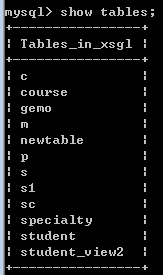 mysql> show tables;
+----------------+
| Tables_in_xsgl |
+----------------+
| c              |
| course         |
| gemo           |
| m              |
| newtable       |
| p              |
| s              |
| s1             |
| sc             |
| specialty      |
| student        |
| student_view2  |
+----------------+